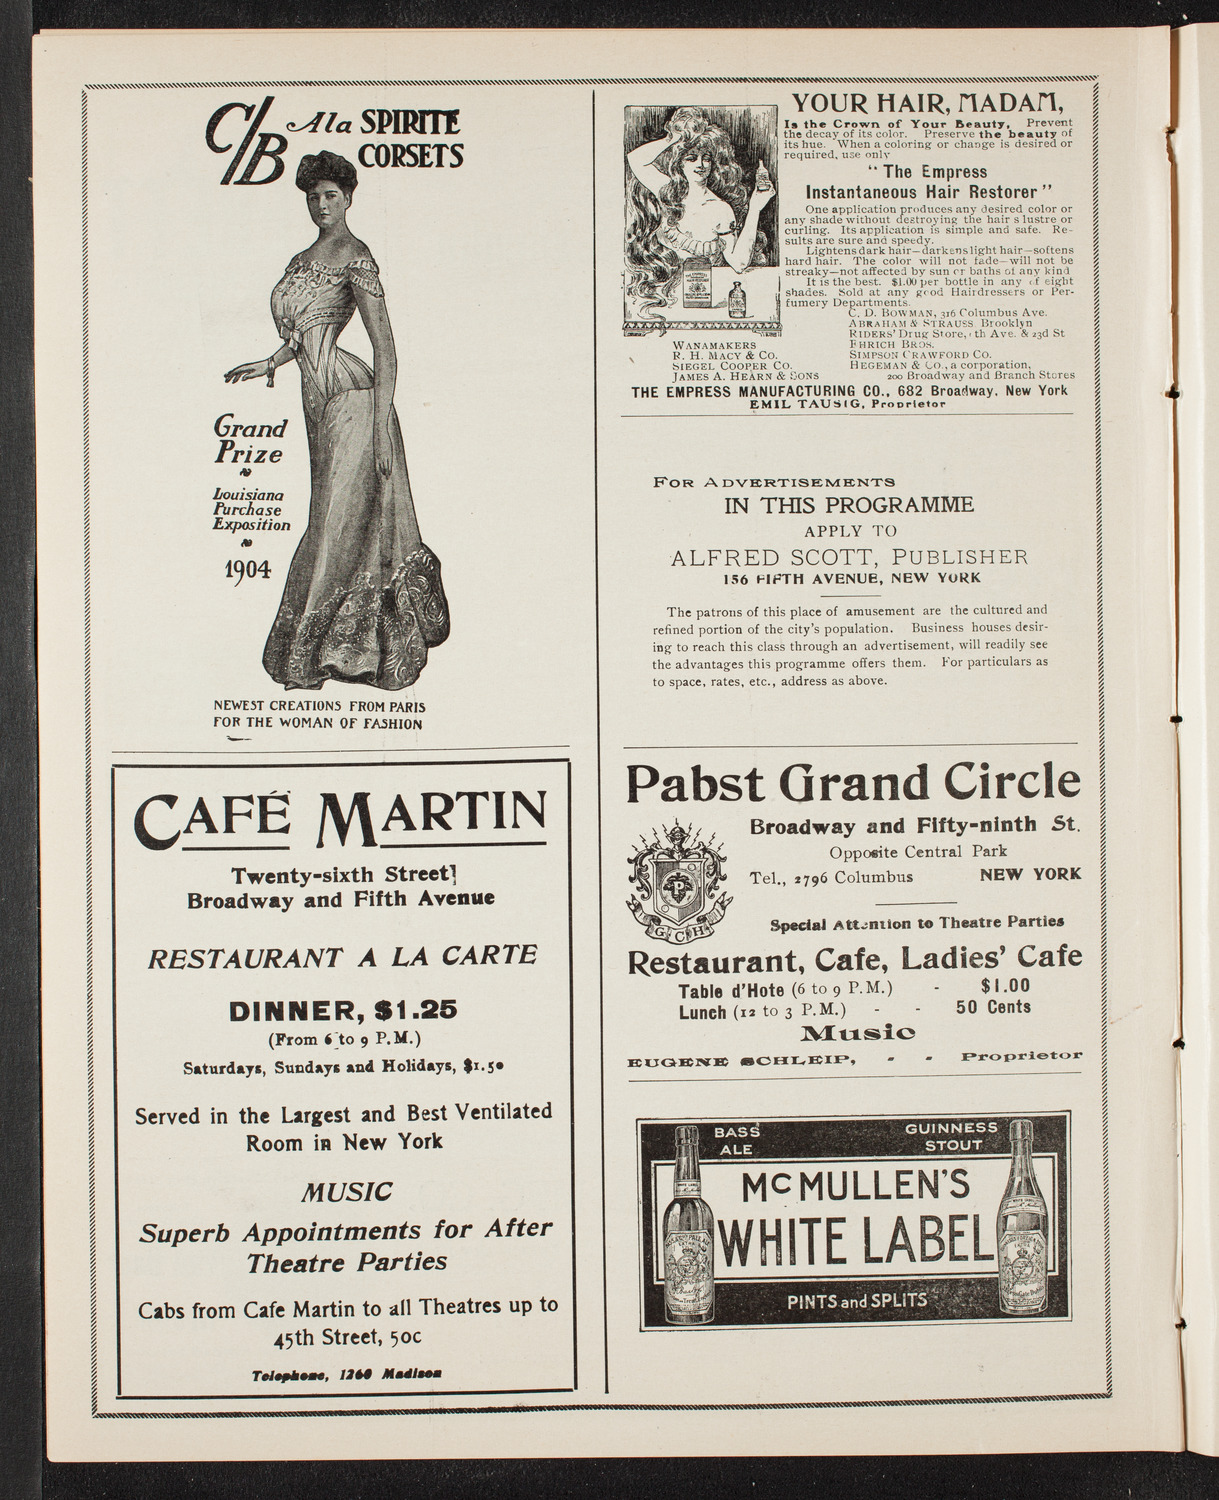 C/B Ala SPIRITE
CORSETS
Grand
Prize
Louisiana
Purchase
Exposition
1904
NEWEST CREATIONS FROM PARIS
FOR THE WOMAN OF FASHION
CAFÉ MARTIN
Twenty-sixth Street
Broadway and Fifth Avenue
RESTAURANT A LA CARTE
DINNER, $1.25
(From 6 to 9 P.M.)
Saturdays, Sundays and Holidays, $1.50
Served in the Largest and Best Ventilated
Room in New York
MUSIC
Superb Appointments for After
Theatre Parties
Cabs from Cafe Martin to all Theatres up to
45th Street, 50c
Telephone, 1260 Madison
YOUR HAIR, MADAM,
Is the Crown of Your Beauty, Prevent
the decay of its color. Preserve the beauty of
its hue. When a coloring or change is desired or
required, use only
"The Empress
Instantaneous Hair Restorer"
One application produces any desired color or
any shade without destroying the hair s lustre or
curling. Its application is simple and safe. Re-
sults are sure and speedy.
Lightens dark hair—darkens light hair—softens
hard hair. The color will not fade—will not be
streaky—not affected by sun or baths of any kind
It is the best. $1.00 per bottle in any of eight
shades. Sold at any good Hairdressers or Per-
fumery Departments.
C. D. BOWMAN, 316 Columbus Ave.
ABRAHAM & STRAUSS Brooklyn
RIDERS' Drug Store, th Ave. & 23d St
WANAMAKERS EHRICH BROS.
R. H. MACY & CO. SIMPSON CRAWFORD CO.
SIEGEL COOPER CO. HEGEMAN & CO., a corporation,
JAMES A. HEARN & SONS 200 Broadway and Branch Stores
THE EMPRESS MANUFACTURING CO., 682 Broadway, New York
EMIL TAUSIG, Proprietor
FOR ADVERTISEMENTS
IN THIS PROGRAMME
APPLY TO
ALFRED SCOTT, PUBLISHER
156 FIFTH AVENUE, NEW YORK
The patrons of this place of amusement are the cultured and
refined portion of the city's population. Business houses desir-
ing to reach this class through an advertisement, will readily see
the advantages this programme offers them. For particulars as
to space, rates, etc., address as above.
Pabst Grand Circle
Broadway and Fifty-ninth St.
Opposite Central Park
Tel., 2796 Columbus NEW YORK
P
G C H
Special Attention to Theatre Parties
Restaurant, Cafe, Ladies' Cafe
Table d'Hote (6 to 9 P.M.) - $1.00
Lunch (12 to 3 P.M.) - - 50 Cents
Music
EUGENE SCHLEIP, - - Proprietor
BASS ALE
GUINNESS STOUT
McMULLEN'S
WHITE LABEL
PINTS and SPLITS